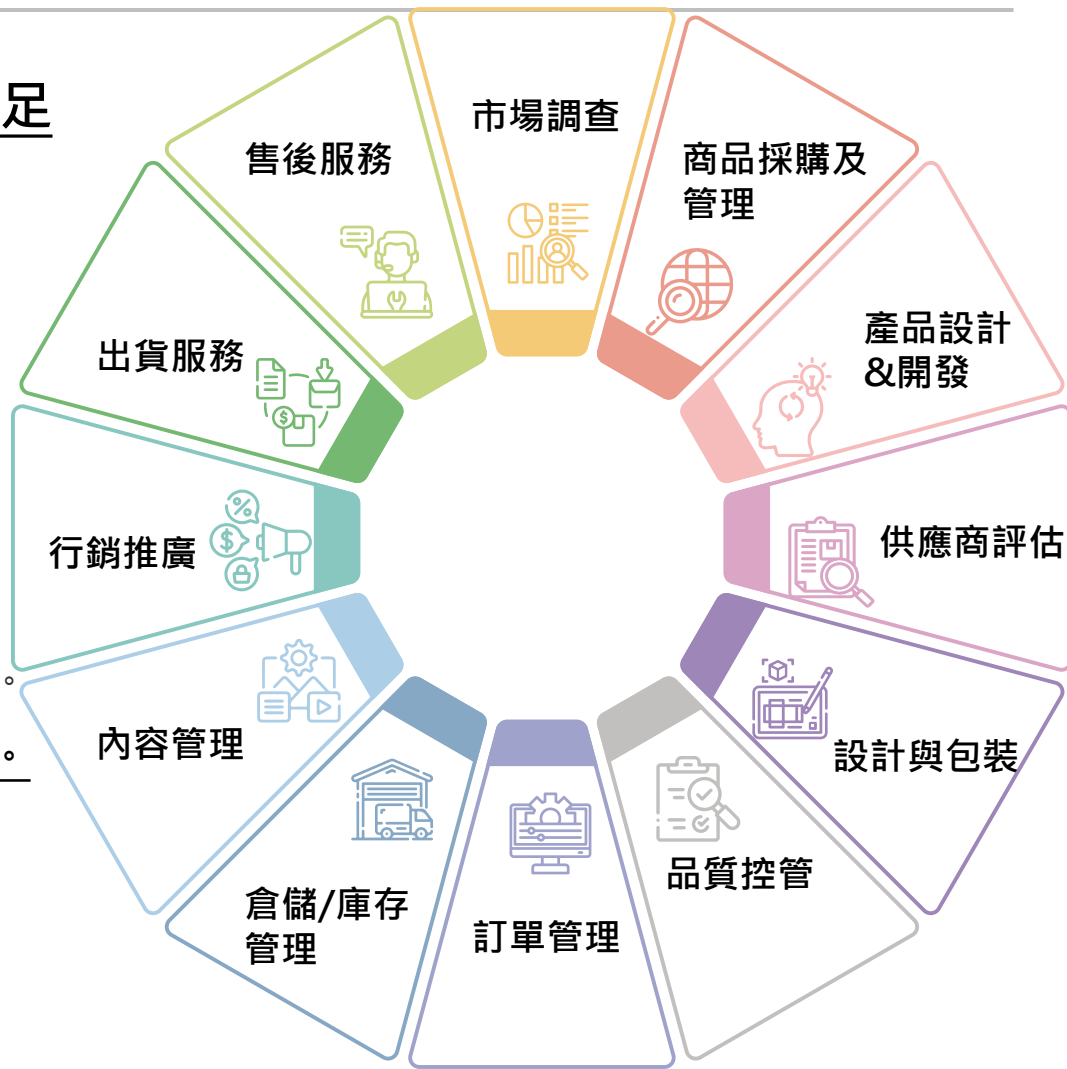 足
市場調查
商品採購及
管理
產品設計
&開發
供應商評估
設計與包裝
品質控管
訂單管理
倉儲/庫存
管理
內容管理
行銷推廣
出貨服務
售後服務
。
。